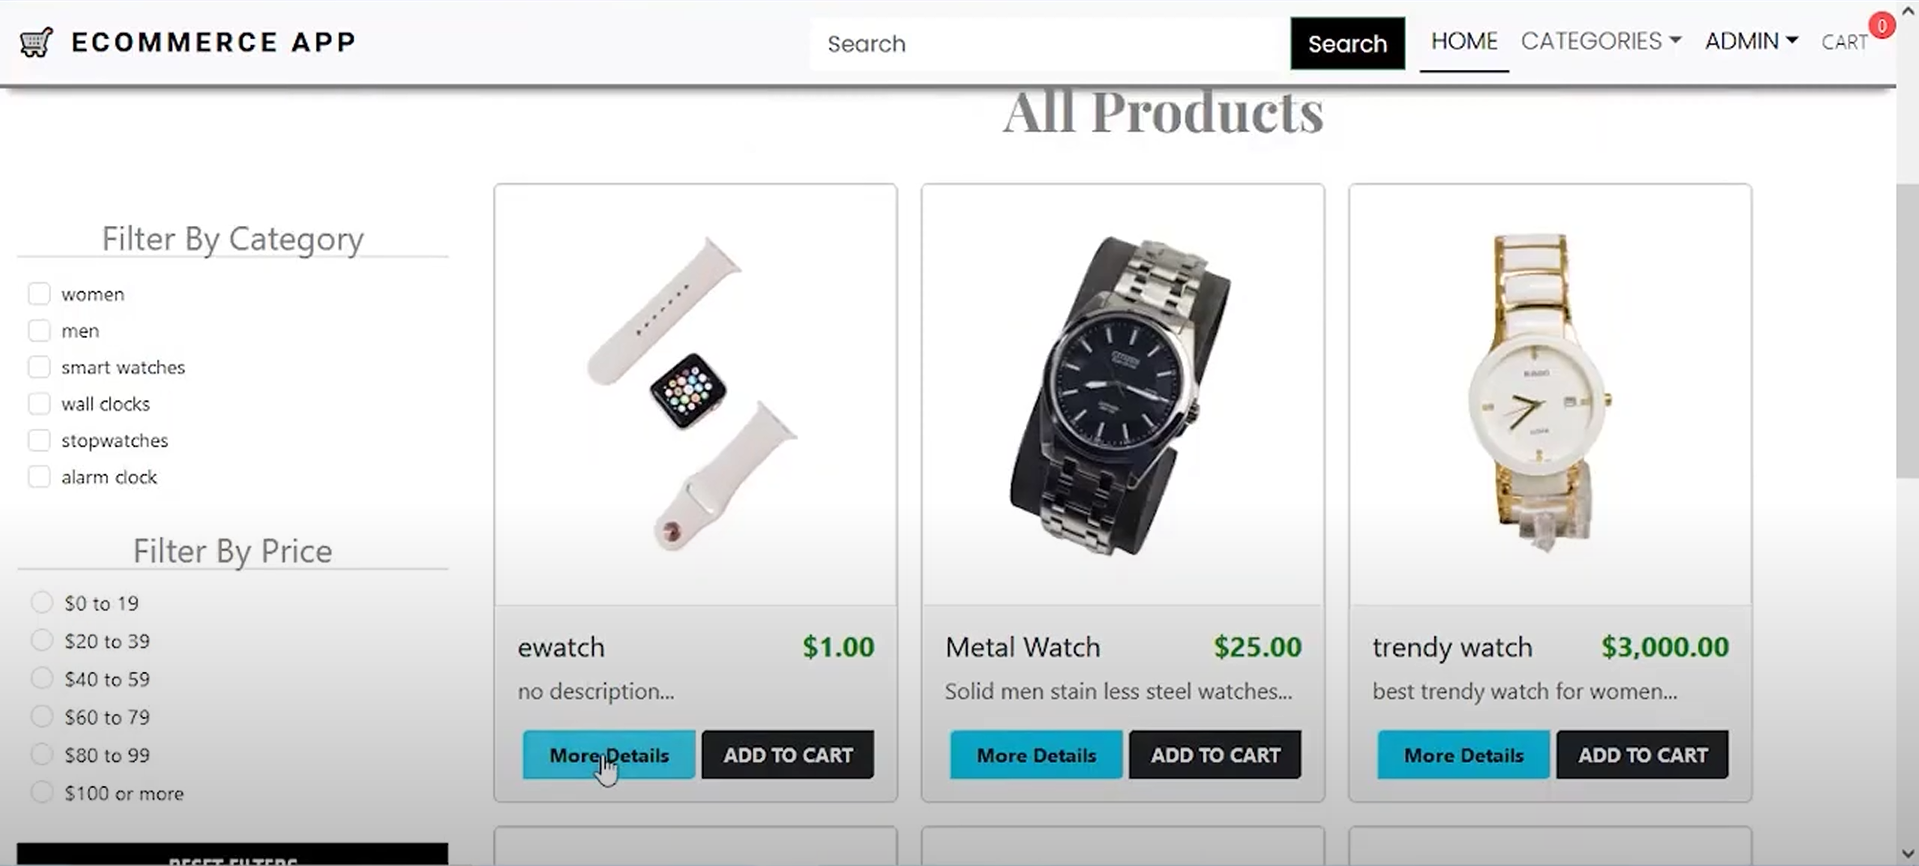 ECOMMERCE APP
Search
Search
HOME
CATEGORIES
ADMIN
CART
0
All Products
Filter By Category
women
men
smart watches
wall clocks
stopwatches
alarm clock
Filter By Price
$0 to 19
$20 to 39
$40 to 59
$60 to 79
$80 to 99
$100 or more
RESET FILTERS
ewatch $1.00
no description...
More Details
ADD TO CART
CITIZEN
Metal Watch $25.00
Solid men stain less steel watches...
More Details
ADD TO CART
trendy watch $3,000.00
best trendy watch for women...
More Details
ADD TO CART